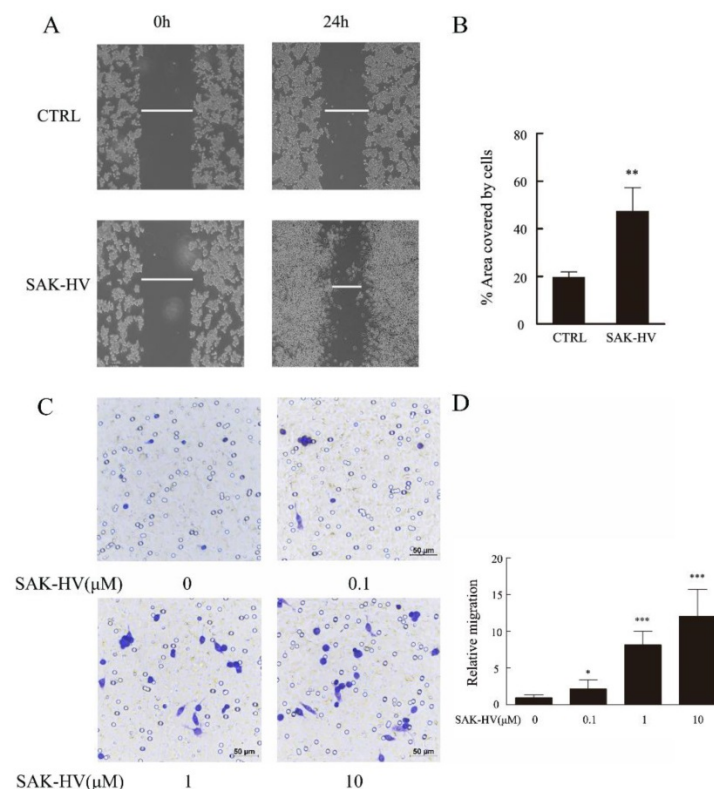 A
0h
24h
CTRL
SAK-HV
B
% Area covered by cells
80
60
40
20
0
**
CTRL
SAK-HV
C
50 μm
SAK-HV(μM) 0 0.1
50 μm
50 μm
SAK-HV(μM) 1 10
D
Relative migration
20
15
10
5
0
*
***
***
SAK-HV(μM) 0 0.1 1 10